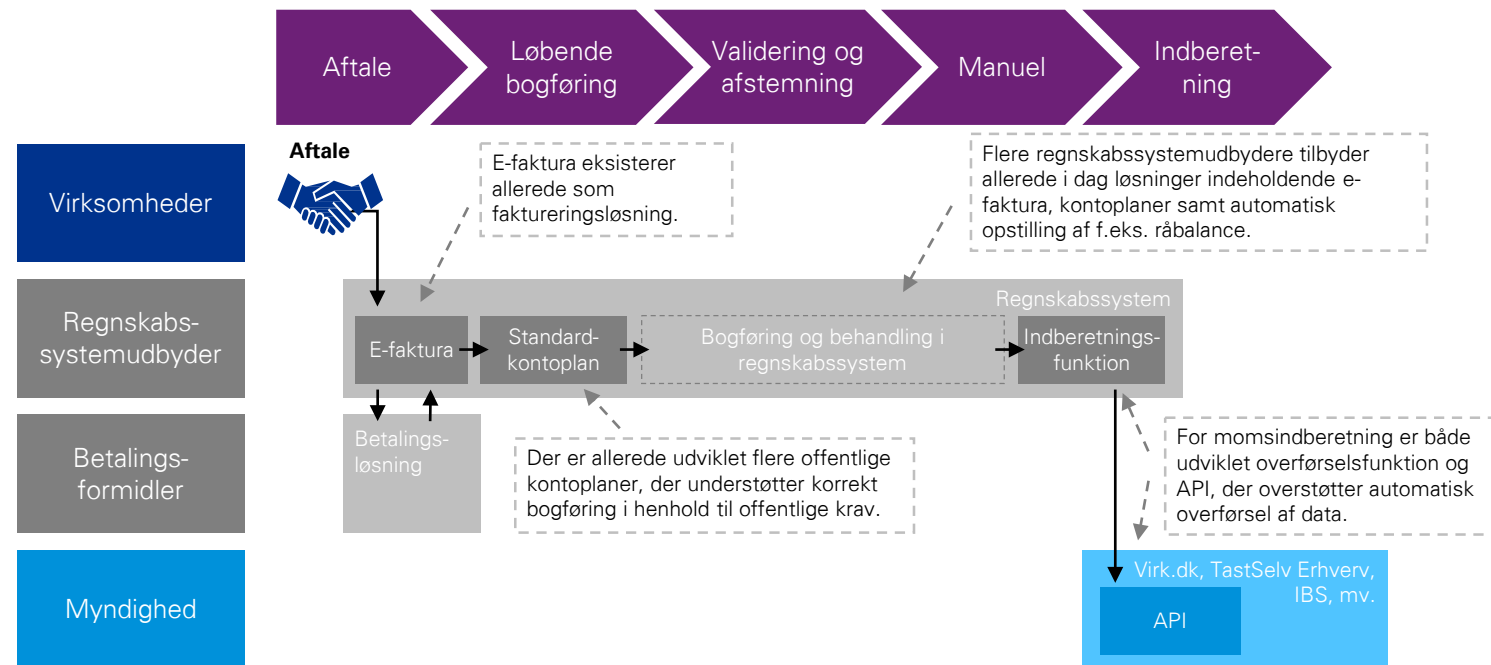 Aftale
Løbende
bogføring
Validering og
afstemning
Manuel
Indberet-
ning
Virksomheder
Aftale
E-faktura eksisterer
allerede som
faktureringsløsning.
Flere regnskabssystemudbydere tilbyder
allerede i dag løsninger indeholdende e-
faktura, kontoplaner samt automatisk
opstilling af f.eks. råbalance.
Regnskabs-
systemudbyder
Regnskabssystem
E-faktura
Standard-
kontoplan
Bogføring og behandling i
regnskabssystem
Indberetnings-
funktion
Betalings-
formidler
Betalings-
løsning
Der er allerede udviklet flere offentlige
kontoplaner, der understøtter korrekt
bogføring i henhold til offentlige krav.
For momsindberetning er både
udviklet overførselsfunktion og
API, der overstøtter automatisk
overførsel af data.
Myndighed
Virk.dk, TastSelv Erhverv,
IBS, mv.
API